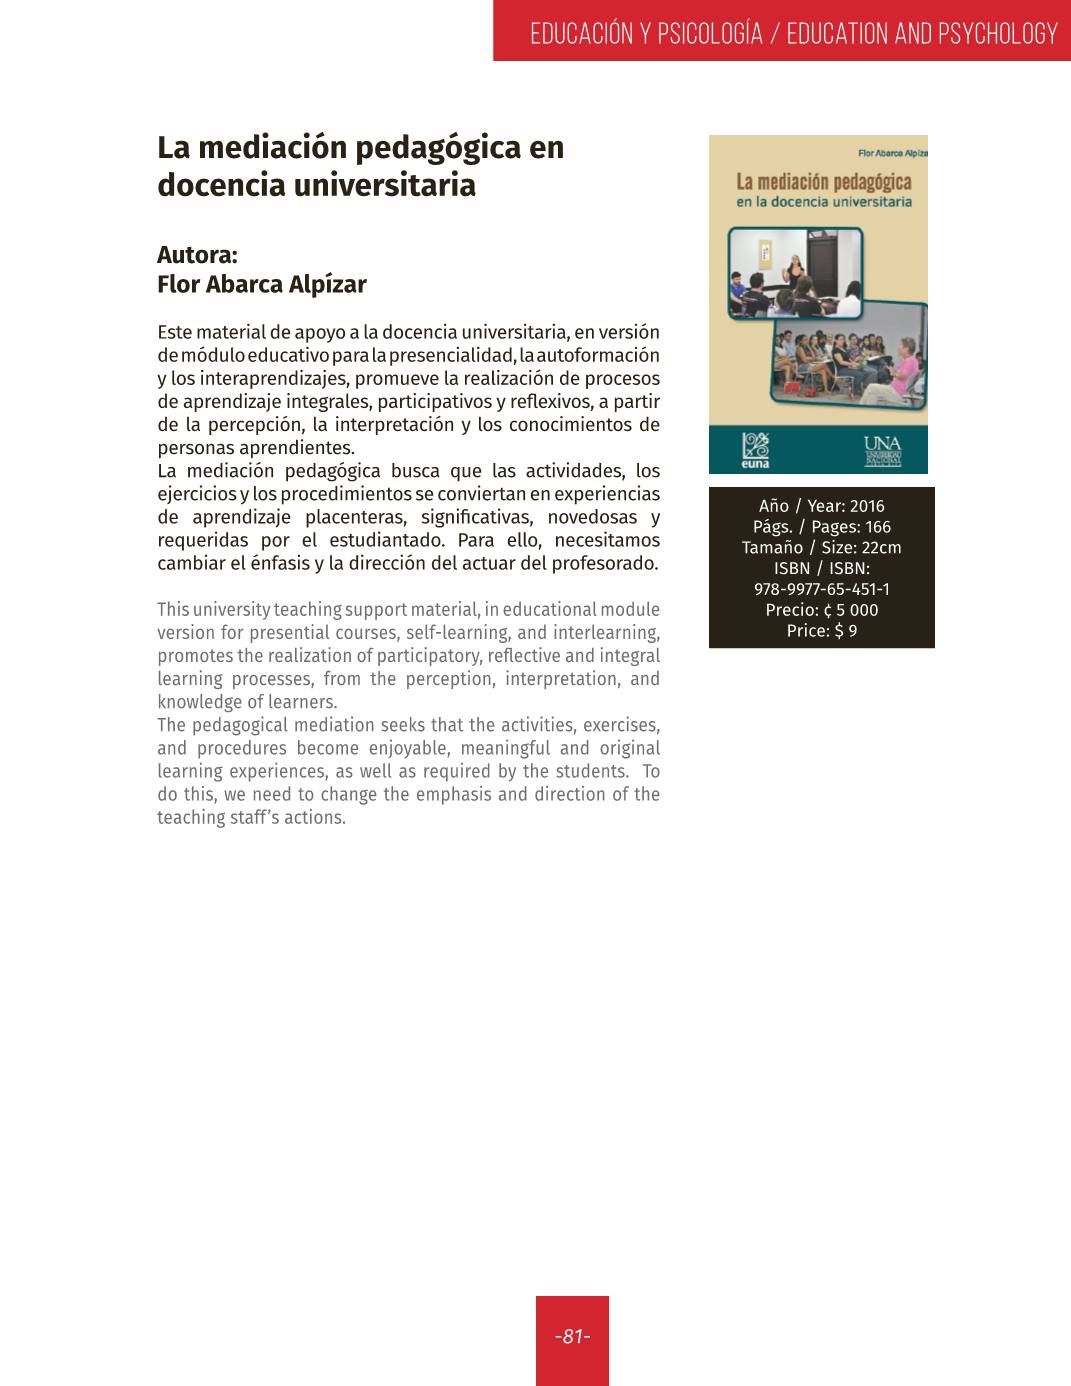 EDUCACIÓN Y PSICOLOGÍA / EDUCATION AND PSYCHOLOGY
La mediación pedagógica en
docencia universitaria
Autora:
Flor Abarca Alpízar
Este material de apoyo a la docencia universitaria, en versión
de módulo educativo para la presencialidad, la autoformación
y los interaprendizajes, promueve la realización de procesos
de aprendizaje integrales, participativos y reflexivos, a partir
de la percepción, la interpretación y los conocimientos de
personas aprendientes.
La mediación pedagógica busca que las actividades, los
ejercicios y los procedimientos se conviertan en experiencias
de aprendizaje placenteras, significativas, novedosas y
requeridas por el estudiantado. Para ello, necesitamos
cambiar el énfasis y la dirección del actuar del profesorado.
This university teaching support material, in educational module
version for presential courses, self-learning, and interlearning,
promotes the realization of participatory, reflective and integral
learning processes, from the perception, interpretation, and
knowledge of learners.
The pedagogical mediation seeks that the activities, exercises,
and procedures become enjoyable, meaningful and original
learning experiences, as well as required by the students.  To
do this, we need to change the emphasis and direction of the
teaching staff's actions.
Flor Abarca Alpíza
La mediación pedagógica
en la docencia universitaria
euna
UNA
UNIVERSIDAD
NACIONAL
Año / Year: 2016
Págs. / Pages: 166
Tamaño / Size: 22cm
ISBN / ISBN:
978-9977-65-451-1
Precio: ¢ 5 000
Price: $ 9
-81-